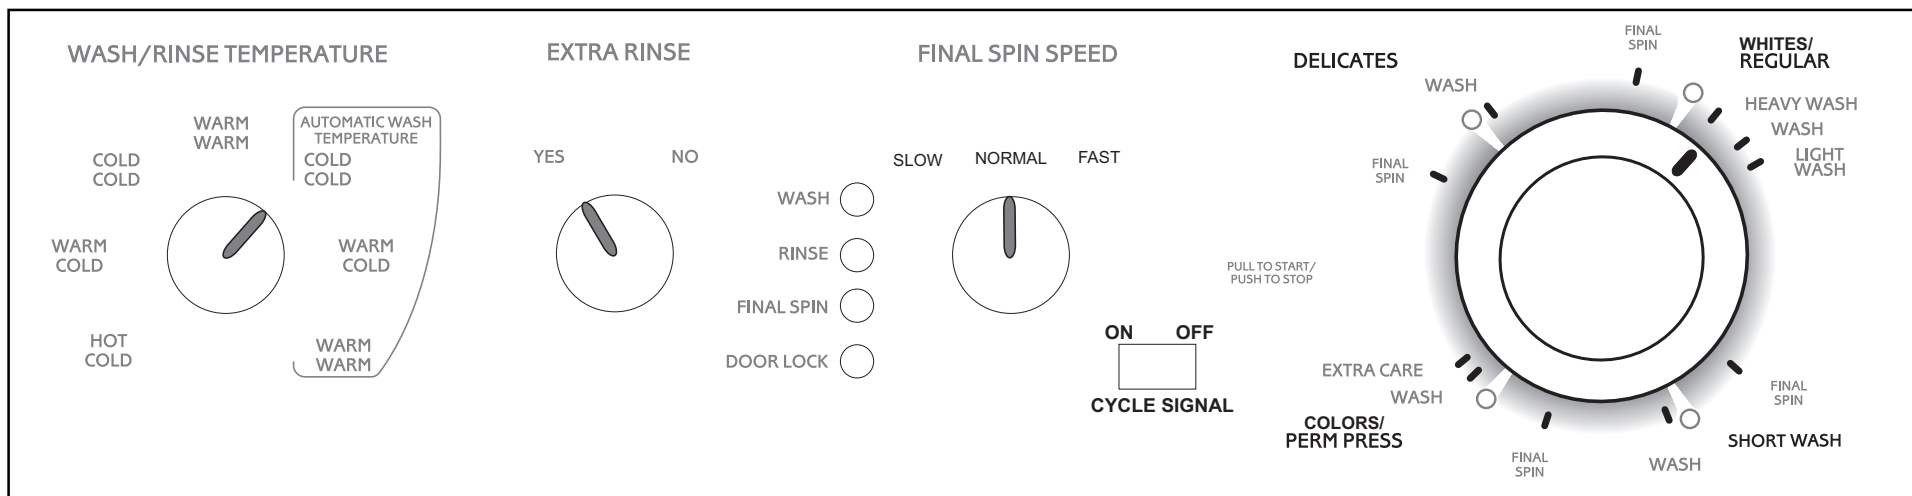 WASH/RINSE TEMPERATURE
WARM
WARM
AUTOMATIC WASH
TEMPERATURE
COLD
COLD
COLD
COLD
WARM
COLD
WARM
COLD
HOT
COLD
WARM
WARM
EXTRA RINSE
YES
NO
WASH
RINSE
FINAL SPIN
DOOR LOCK
FINAL SPIN SPEED
SLOW
NORMAL
FAST
ON
OFF
CYCLE SIGNAL
PULL TO START/
PUSH TO STOP
DELICATES
WASH
FINAL
SPIN
FINAL
SPIN
WHITES/
REGULAR
HEAVY WASH
WASH
LIGHT
WASH
EXTRA CARE
WASH
COLORS/
PERM PRESS
FINAL
SPIN
WASH
SHORT WASH
FINAL
SPIN